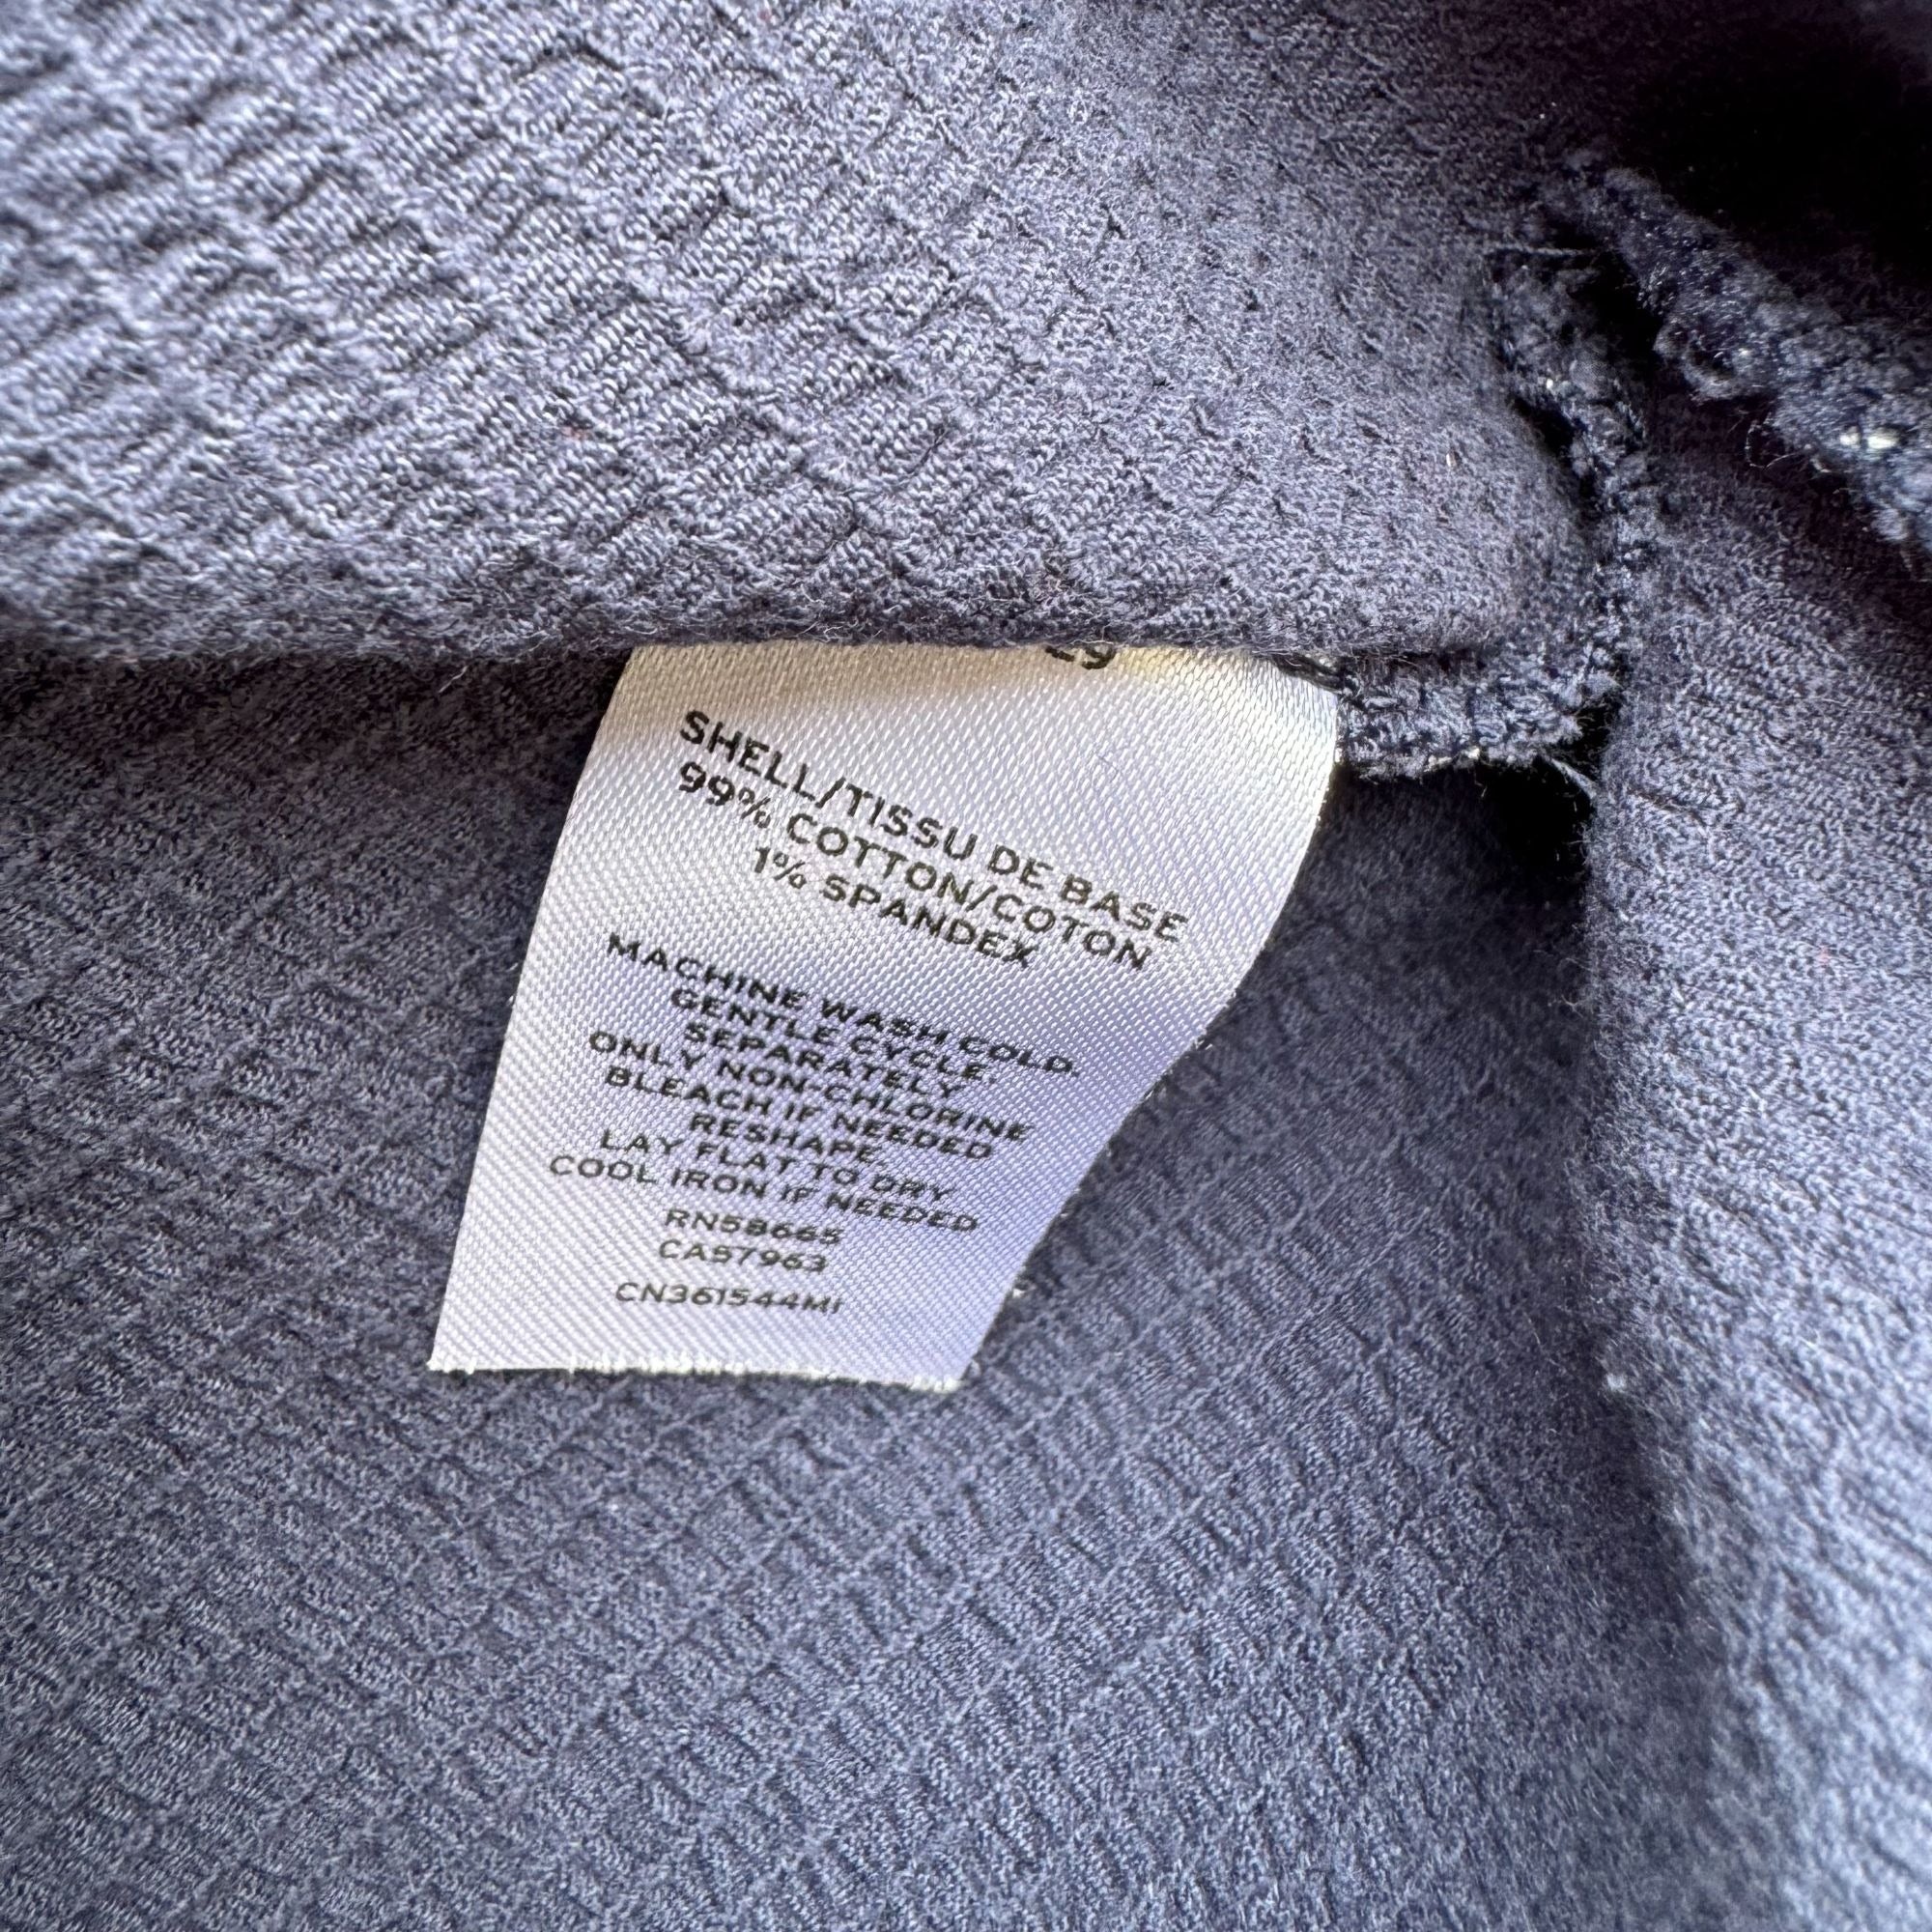 SHELL/TISSU DE BASE
99% COTTON/COTON
1% SPANDEX
MACHINE WASH COLD.
GENTLE CYCLE.
SEPARATELY
ONLY NON-CHLORINE
BLEACH IF NEEDED
RESHAPE
LAY FLAT TO DRY
COOL IRON IF NEEDED
RN58665
CA57963
CN361544MI